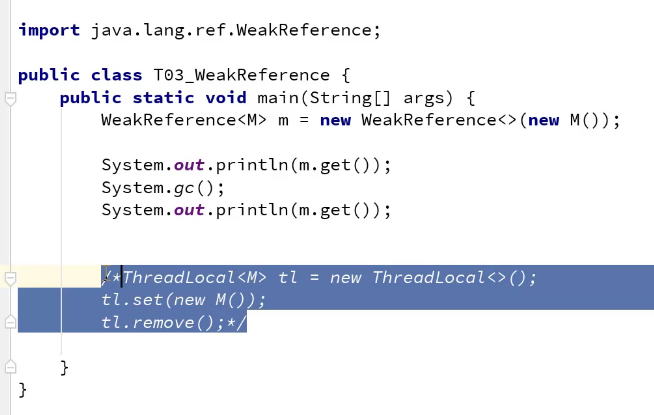 import java.lang.ref.WeakReference;
public class T03_WeakReference {
public static void main(String[] args) {
WeakReference<M> m = new WeakReference<>(new M());
System.out.println(m.get());
System.gc();
System.out.println(m.get());
/*ThreadLocal<M> tl = new ThreadLocal<>();
tl.set(new M());
tl.remove();*/
}
}